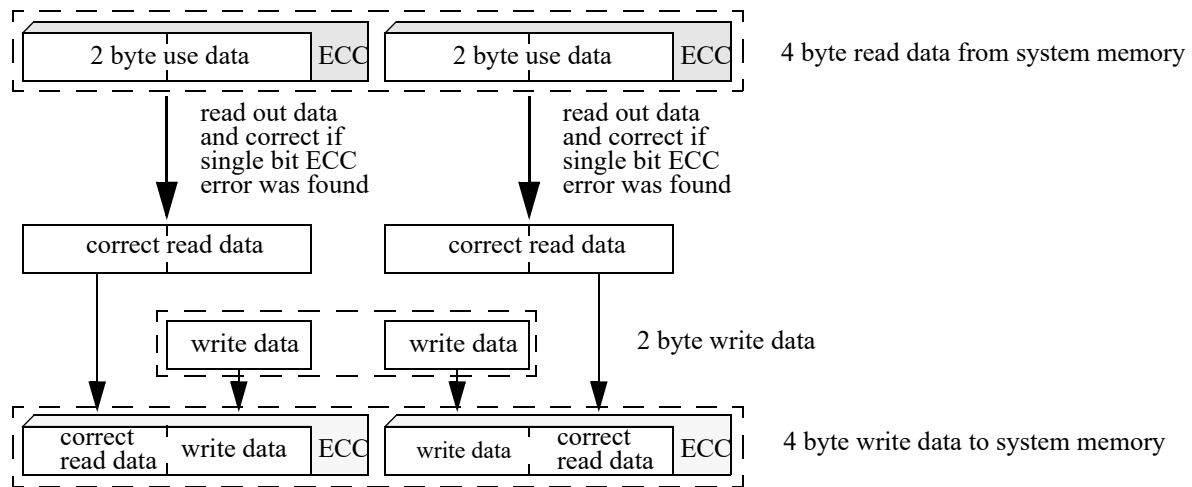 2 byte use data ECC 2 byte use data ECC 4 byte read data from system memory
read out data
and correct if
single bit ECC
error was found
read out data
and correct if
single bit ECC
error was found
correct read data correct read data
write data write data 2 byte write data
correct
read data write data ECC write data correct
read data ECC 4 byte write data to system memory